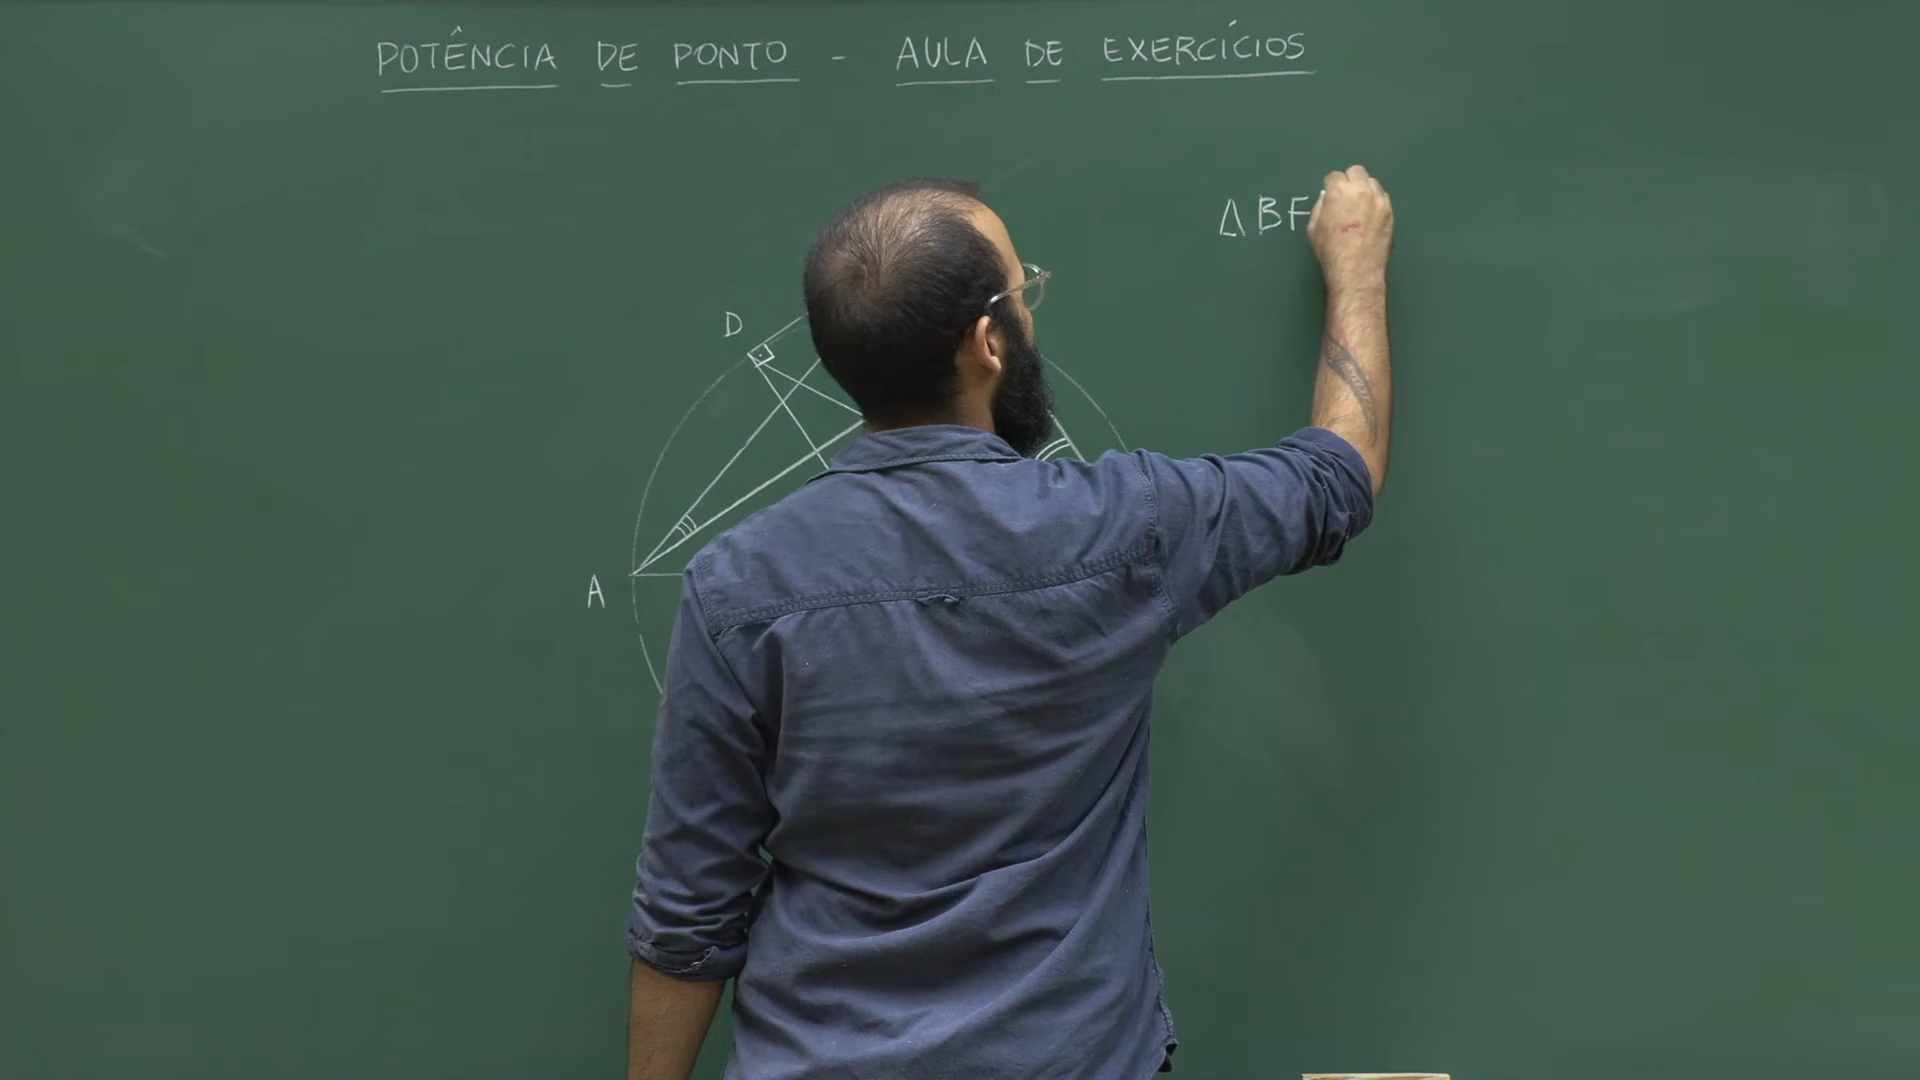 POTÊNCIA DE PONTO - AULA DE EXERCÍCIOS
Δ BF
D
A